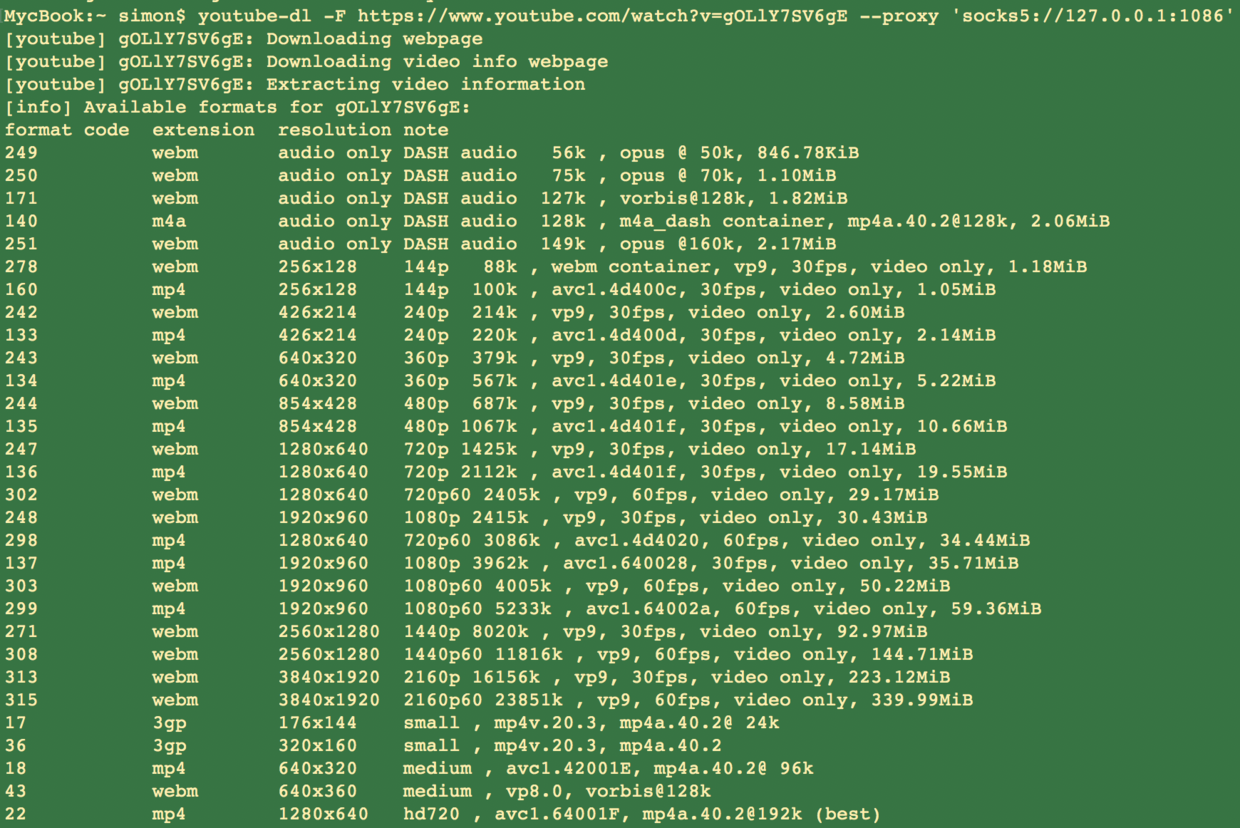 MycBook:~ simon$ youtube-dl -F https://www.youtube.com/watch?v=gOLlY7SV6gE --proxy 'socks5://127.0.0.1:1086'
[youtube] gOLlY7SV6gE: Downloading webpage
[youtube] gOLlY7SV6gE: Downloading video info webpage
[youtube] gOLlY7SV6gE: Extracting video information
[info] Available formats for gOLlY7SV6gE:
format code  extension  resolution note
249          webm       audio only DASH audio   56k , opus @ 50k, 846.78KiB
250          webm       audio only DASH audio   75k , opus @ 70k, 1.10MiB
171          webm       audio only DASH audio  127k , vorbis@128k, 1.82MiB
140          m4a        audio only DASH audio  128k , m4a_dash container, mp4a.40.2@128k, 2.06MiB
251          webm       audio only DASH audio  149k , opus @160k, 2.17MiB
278          webm       256x128    144p   88k , webm container, vp9, 30fps, video only, 1.18MiB
160          mp4        256x128    144p  100k , avc1.4d400c, 30fps, video only, 1.05MiB
242          webm       426x214    240p  214k , vp9, 30fps, video only, 2.60MiB
133          mp4        426x214    240p  220k , avc1.4d400d, 30fps, video only, 2.14MiB
243          webm       640x320    360p  379k , vp9, 30fps, video only, 4.72MiB
134          mp4        640x320    360p  567k , avc1.4d401e, 30fps, video only, 5.22MiB
244          webm       854x428    480p  687k , vp9, 30fps, video only, 8.58MiB
135          mp4        854x428    480p 1067k , avc1.4d401f, 30fps, video only, 10.66MiB
247          webm       1280x640   720p 1425k , vp9, 30fps, video only, 17.14MiB
136          mp4        1280x640   720p 2112k , avc1.4d401f, 30fps, video only, 19.55MiB
302          webm       1280x640   720p60 2405k , vp9, 60fps, video only, 29.17MiB
248          webm       1920x960   1080p 2415k , vp9, 30fps, video only, 30.43MiB
298          mp4        1280x640   720p60 3086k , avc1.4d4020, 60fps, video only, 34.44MiB
137          mp4        1920x960   1080p 3962k , avc1.640028, 30fps, video only, 35.71MiB
303          webm       1920x960   1080p60 4005k , vp9, 60fps, video only, 50.22MiB
299          mp4        1920x960   1080p60 5233k , avc1.64002a, 60fps, video only, 59.36MiB
271          webm       2560x1280  1440p 8020k , vp9, 30fps, video only, 92.97MiB
308          webm       2560x1280  1440p60 11816k , vp9, 60fps, video only, 144.71MiB
313          webm       3840x1920  2160p 16156k , vp9, 30fps, video only, 223.12MiB
315          webm       3840x1920  2160p60 23851k , vp9, 60fps, video only, 339.99MiB
17           3gp        176x144    small , mp4v.20.3, mp4a.40.2@ 24k
36           3gp        320x160    small , mp4v.20.3, mp4a.40.2
18           mp4        640x320    medium , avc1.42001E, mp4a.40.2@ 96k
43           webm       640x360    medium , vp8.0, vorbis@128k
22           mp4        1280x640   hd720 , avc1.64001F, mp4a.40.2@192k (best)